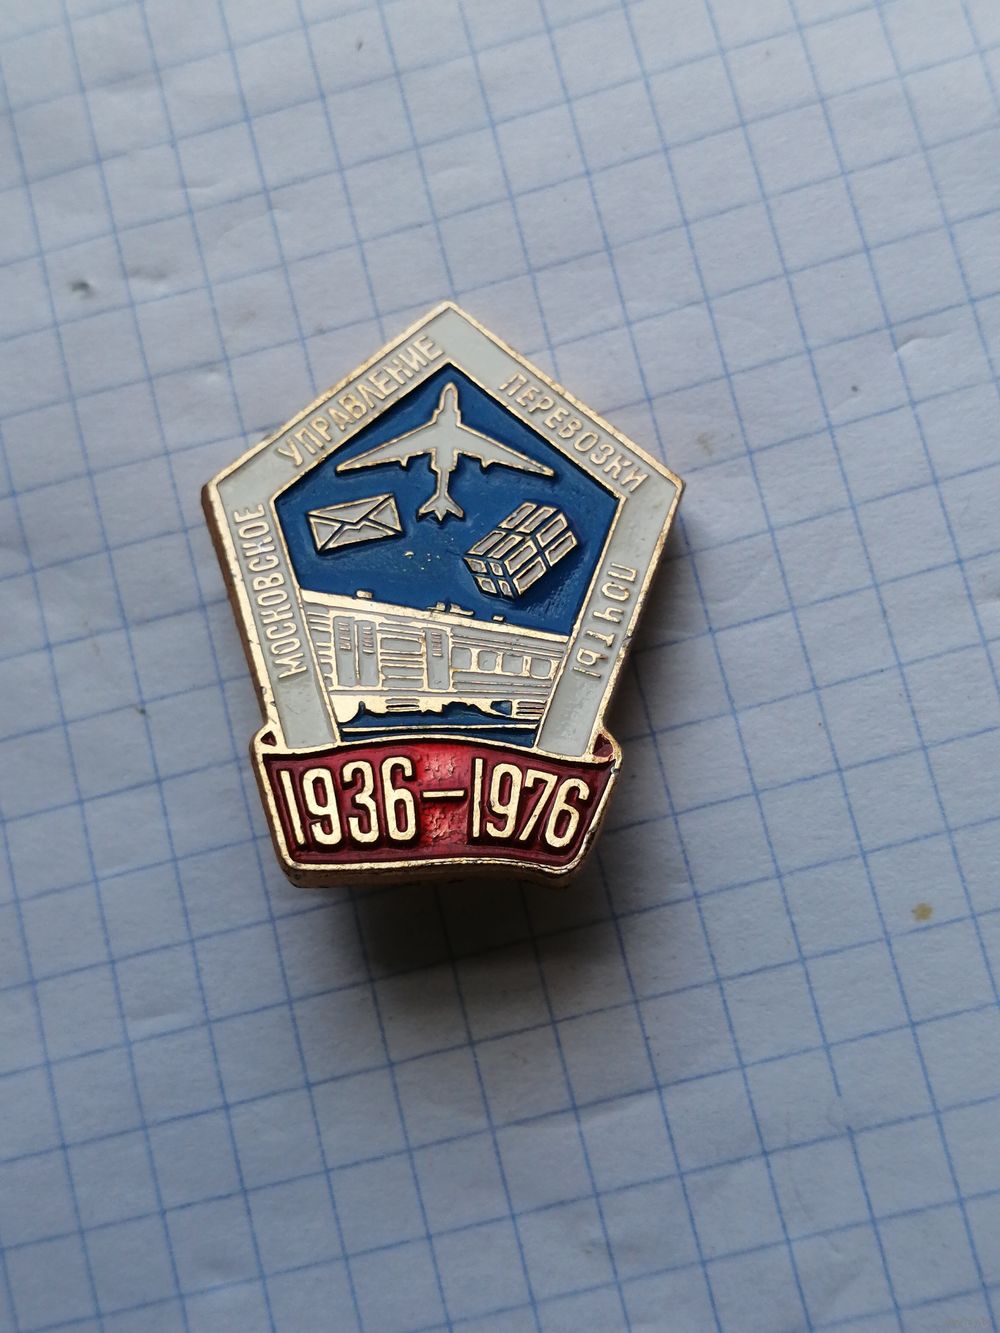 МОСКОВСКОЕ
УПРАВЛЕНИЕ
ПЕРЕВОЗКИ
ПОЧТЫ
1936-1976